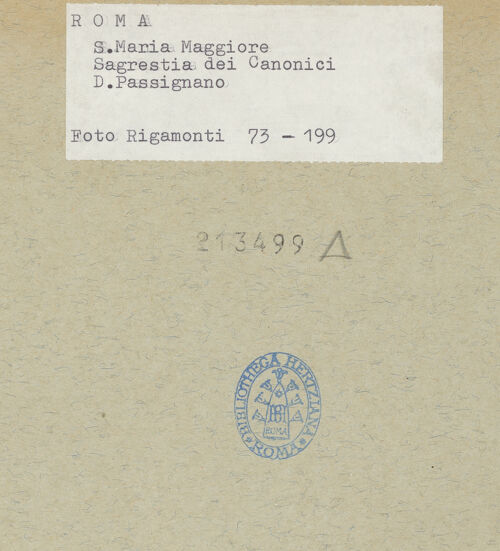 R O M A
S.Maria Maggiore
Sagrestia dei Canonici
D.Passignano
Foto Rigamonti 73 - 199
213499 Δ
BIBLIOTHECA HERTZIANA
ROMA
ROMA